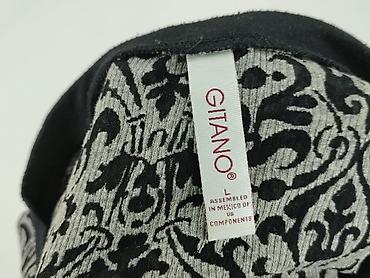 GITANO®
L
ASSEMBLED
IN MEXICO OF
US
COMPONENTS